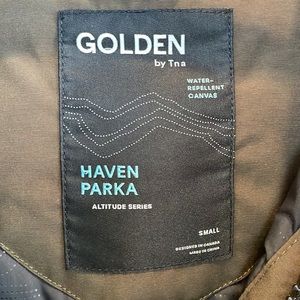 GOLDEN
by Tna
WATER-
REPELLENT
CANVAS
HAVEN
PARKA
ALTITUDE SERIES
SMALL
DESIGNED IN CANADA
MADE IN CHINA